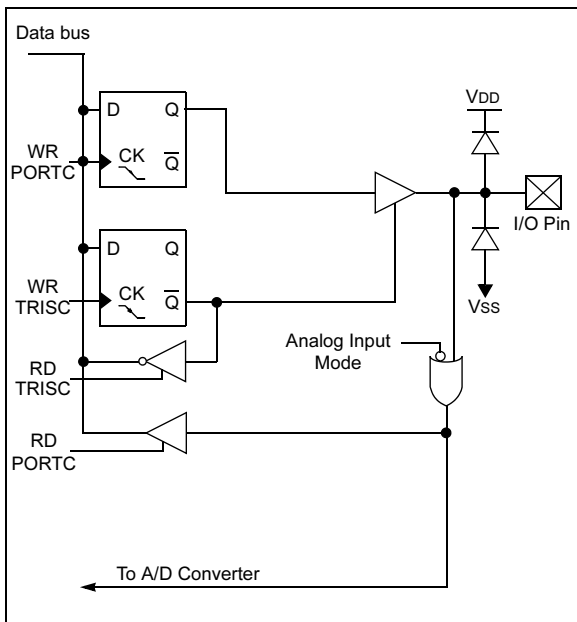 Data bus
D
Q
WR
PORTC
CK
Q̅
VDD
I/O Pin
D
Q
WR
TRISC
CK
Q̅
VSS
Analog Input
Mode
RD
TRISC
RD
PORTC
To A/D Converter